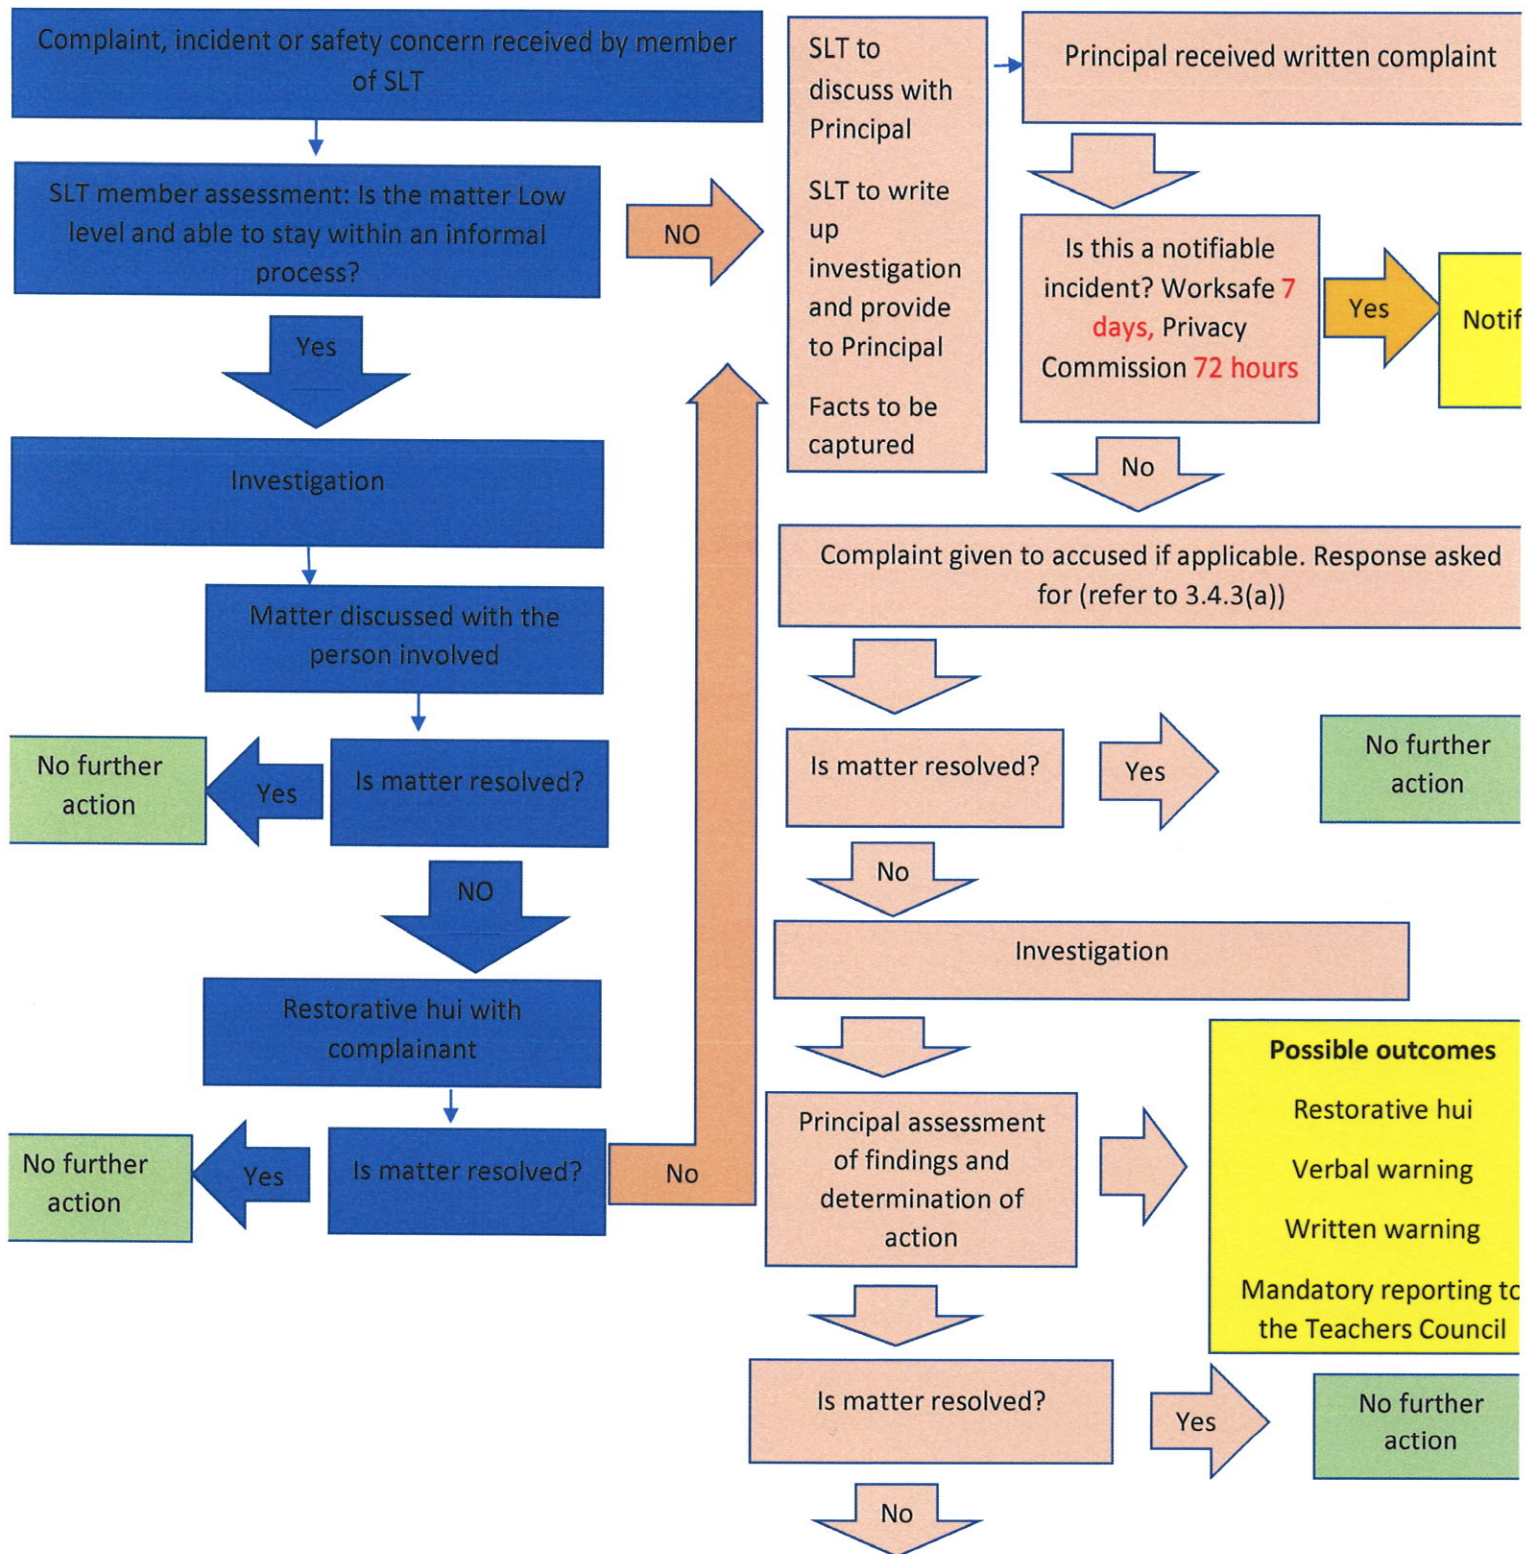 Complaint, incident or safety concern received by member
of SLT
SLT member assessment: Is the matter Low
level and able to stay within an informal
process?
NO
Yes
Investigation
Matter discussed with the
person involved
Is matter resolved?
Yes
No further
action
NO
Restorative hui with
complainant
Is matter resolved?
Yes
No further
action
No
SLT to
discuss with
Principal
SLT to write
up
investigation
and provide
to Principal
Facts to be
captured
Principal received written complaint
Is this a notifiable
incident? Worksafe 7
days, Privacy
Commission 72 hours
Yes
Notif
No
Complaint given to accused if applicable. Response asked
for (refer to 3.4.3(a))
Is matter resolved?
Yes
No further
action
No
Investigation
Principal assessment
of findings and
determination of
action
Possible outcomes
Restorative hui
Verbal warning
Written warning
Mandatory reporting to
the Teachers Council
Is matter resolved?
Yes
No further
action
No